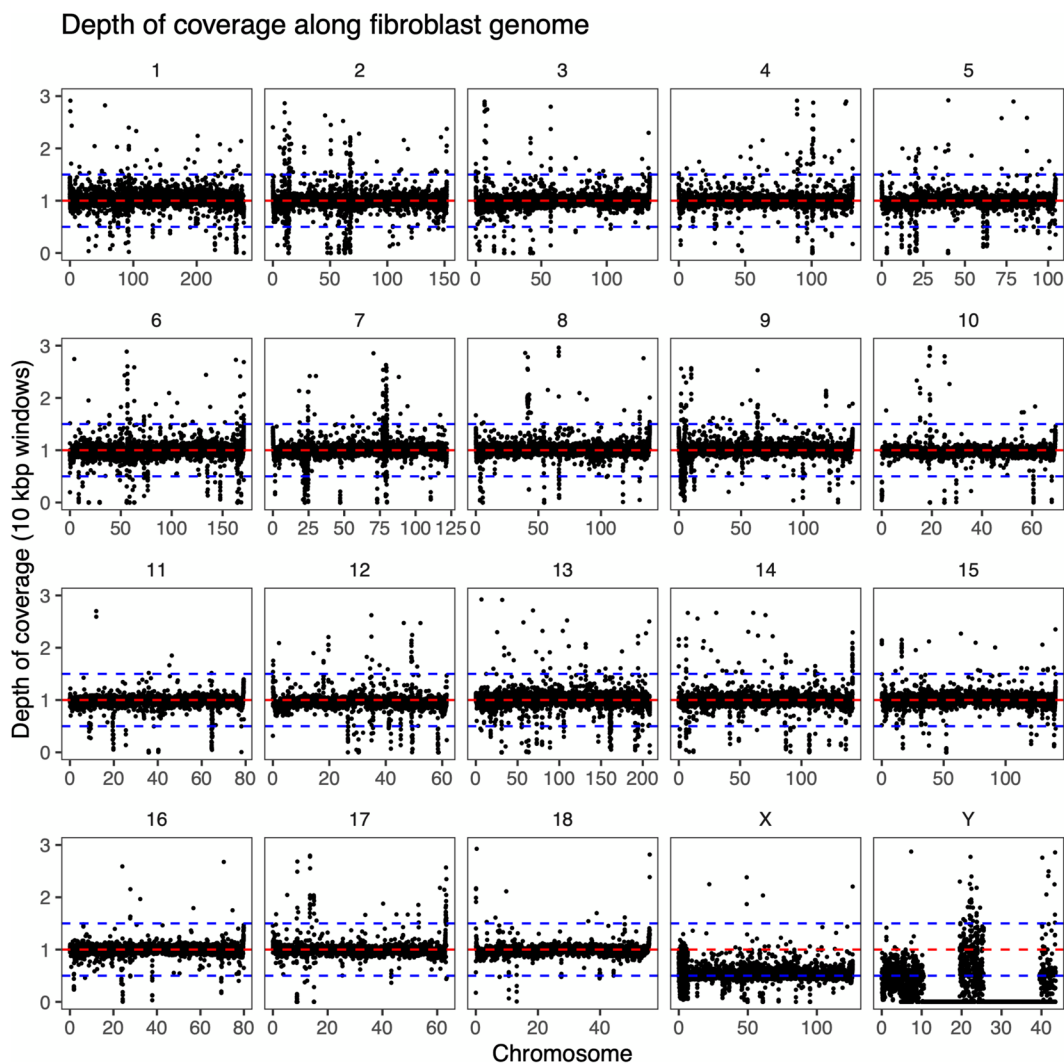 Depth of coverage along fibroblast genome
1 2 3 4 5
3
2
1
0
0 100 200 0 50 100 150 0 50 100 0 50 100 0 25 50 75 100
6 7 8 9 10
3
2
1
0
0 50 100 150 0 25 50 75 100 125 0 50 100 0 50 100 0 20 40 60
11 12 13 14 15
3
2
1
0
0 20 40 60 80 0 20 40 60 0 50 100 150 200 0 50 100 0 50 100
16 17 18 X Y
3
2
1
0
0 20 40 60 80 0 20 40 60 0 20 40 0 50 100 0 10 20 30 40
Depth of coverage (10 kbp windows)
Chromosome